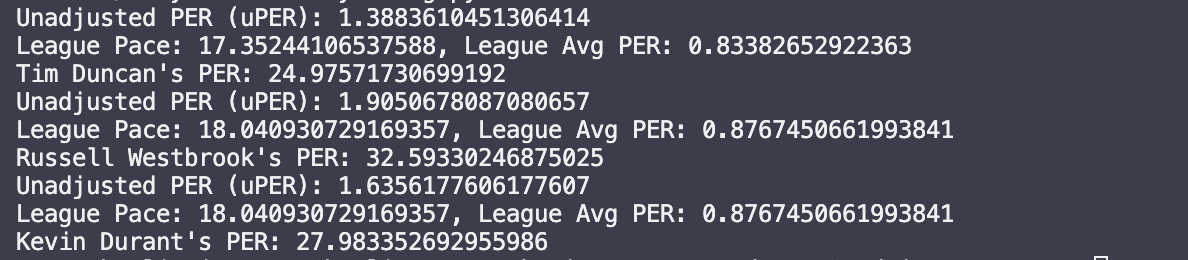 Unadjusted PER (uPER): 1.3883610451306414
League Pace: 17.35244106537588, League Avg PER: 0.83382652922363
Tim Duncan's PER: 24.97571730699192
Unadjusted PER (uPER): 1.9050678087080657
League Pace: 18.040930729169357, League Avg PER: 0.8767450661993841
Russell Westbrook's PER: 32.59330246875025
Unadjusted PER (uPER): 1.6356177606177607
League Pace: 18.040930729169357, League Avg PER: 0.8767450661993841
Kevin Durant's PER: 27.983352692955986